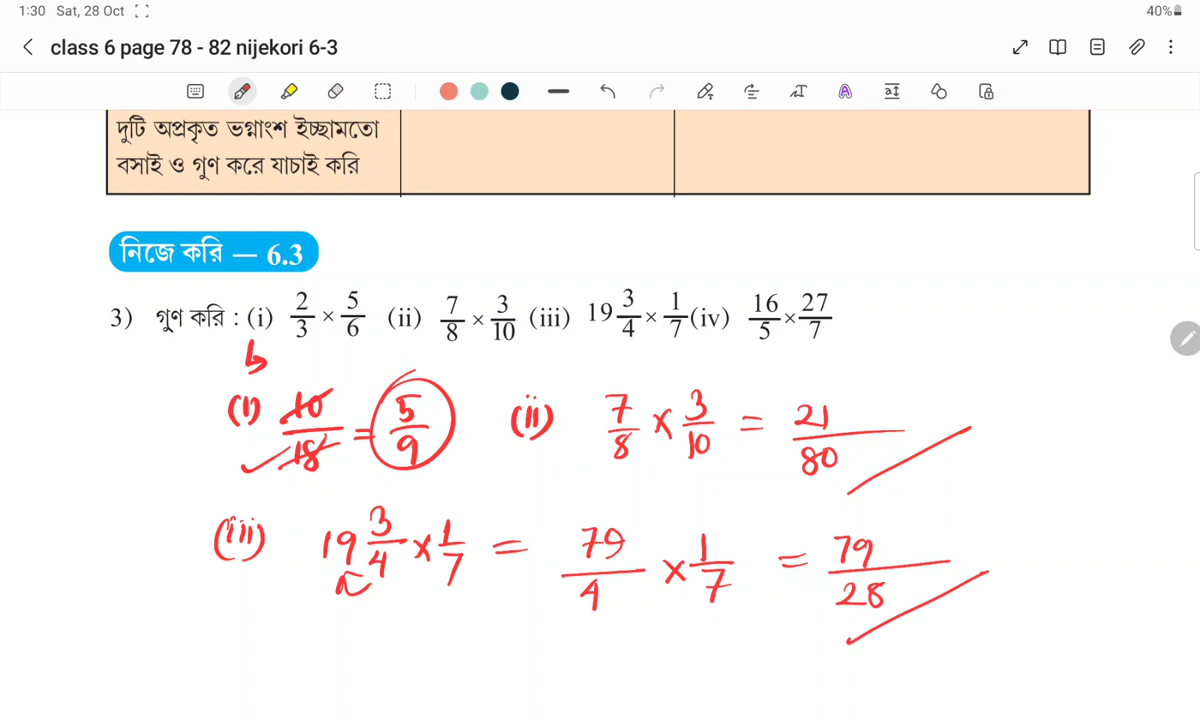 1:30 Sat, 28 Oct
40%
class 6 page 78 - 82 nijekori 6-3
দুটি অপ্রকৃত ভগ্নাংশ ইচ্ছামতো
বসাই ও গুণ করে যাচাই করি
নিজে করি — 6.3
3) গুণ করি : (i) 2/3 × 5/6 (ii) 7/8 × 3/10 (iii) 19 3/4 × 1/7 (iv) 16/5 × 27/7
(i) 10/18 = 5/9 (ii) 7/8 × 3/10 = 21/80
(iii) 19 3/4 × 1/7 = 79/4 × 1/7 = 79/28